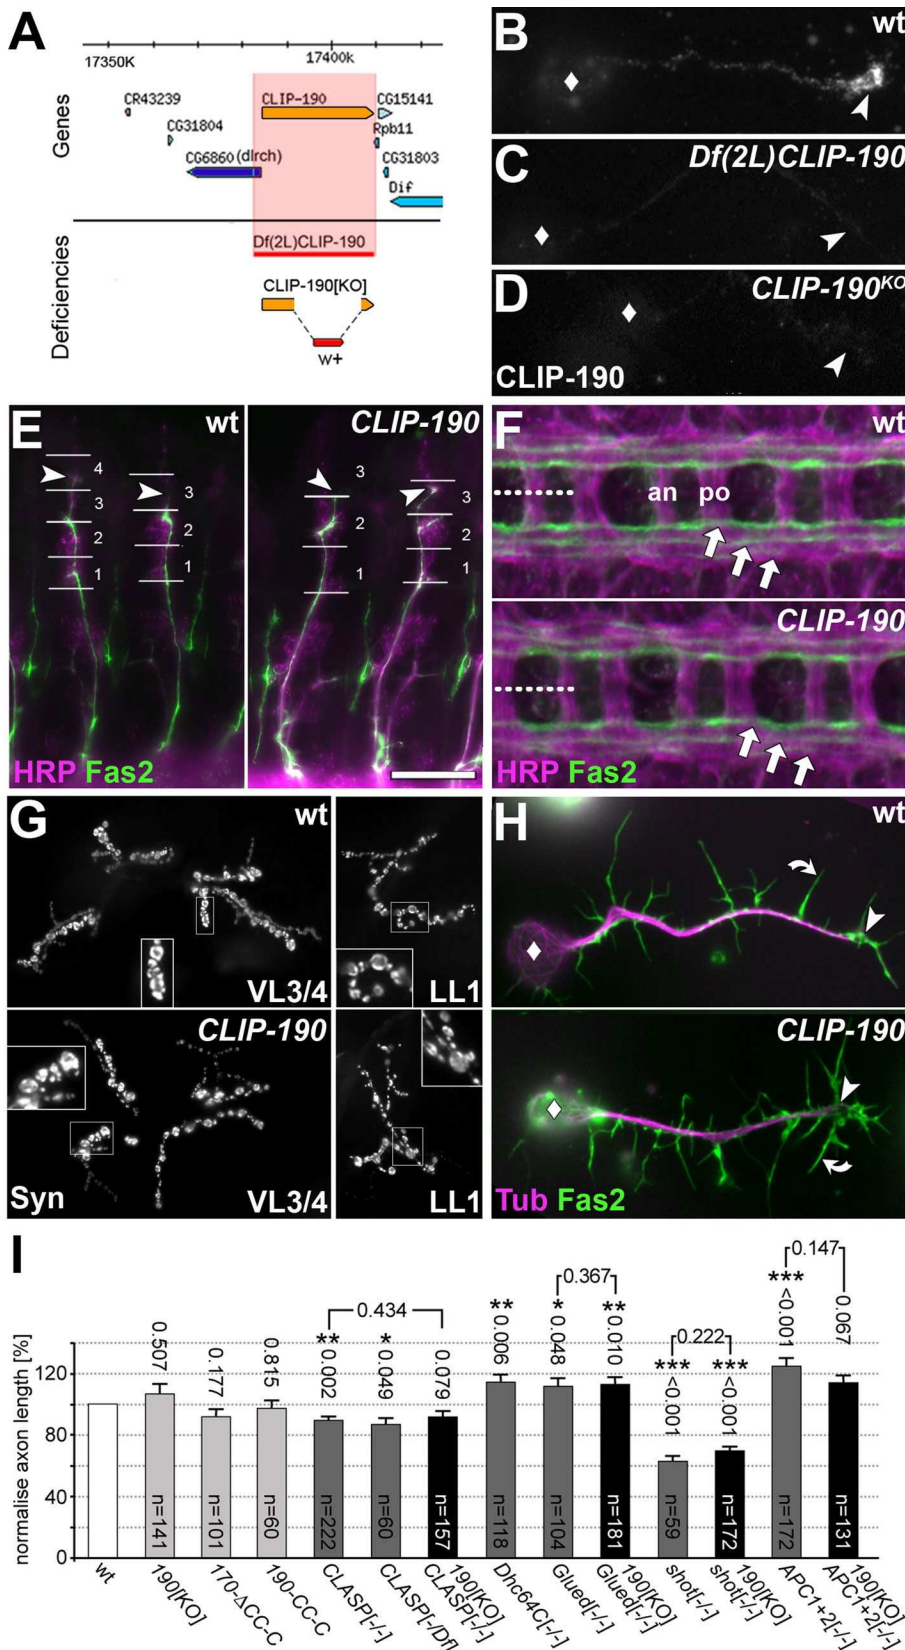 A
17350K 17400k
Genes
CR43239
CG31804
CG6860 (dlrch)
CLIP-190
CG15141
Rpb11
CG31803
Dif
Deficiencies
Df(2L)CLIP-190
CLIP-190[KO]
w+
B wt
C Df(2L)CLIP-190
D CLIP-190KO
CLIP-190
E wt CLIP-190
4
3
2
1
3
2
1
3
2
1
HRP Fas2
F wt
an po
CLIP-190
HRP Fas2
G wt
VL3/4 LL1
CLIP-190
Syn VL3/4 LL1
H wt
CLIP-190
Tub Fas2
I
normalise axon length [%]
120
80
40
0
0.434 0.367 0.222 0.147
0.507
0.177
0.815
** 0.002
* 0.049
0.079
** 0.006
* 0.048
** 0.010
*** <0.001
*** <0.001
*** <0.001
0.067
n=141
n=101
n=60
n=222
n=60
n=157
n=118
n=104
n=181
n=59
n=172
n=172
n=131
wt
190[KO]
170-ΔCC-C
190-CC-C
CLASP[-/-]
CLASP[-/Df]
190[KO]
CLASP[-/-]
Dhc64C[-/-]
Glued[-/-]
190[KO]
Glued[-/-]
shot[-/-]
190[KO]
shot[-/-]
APC1+2[-/-]
190[KO]
APC1+2[-/-]